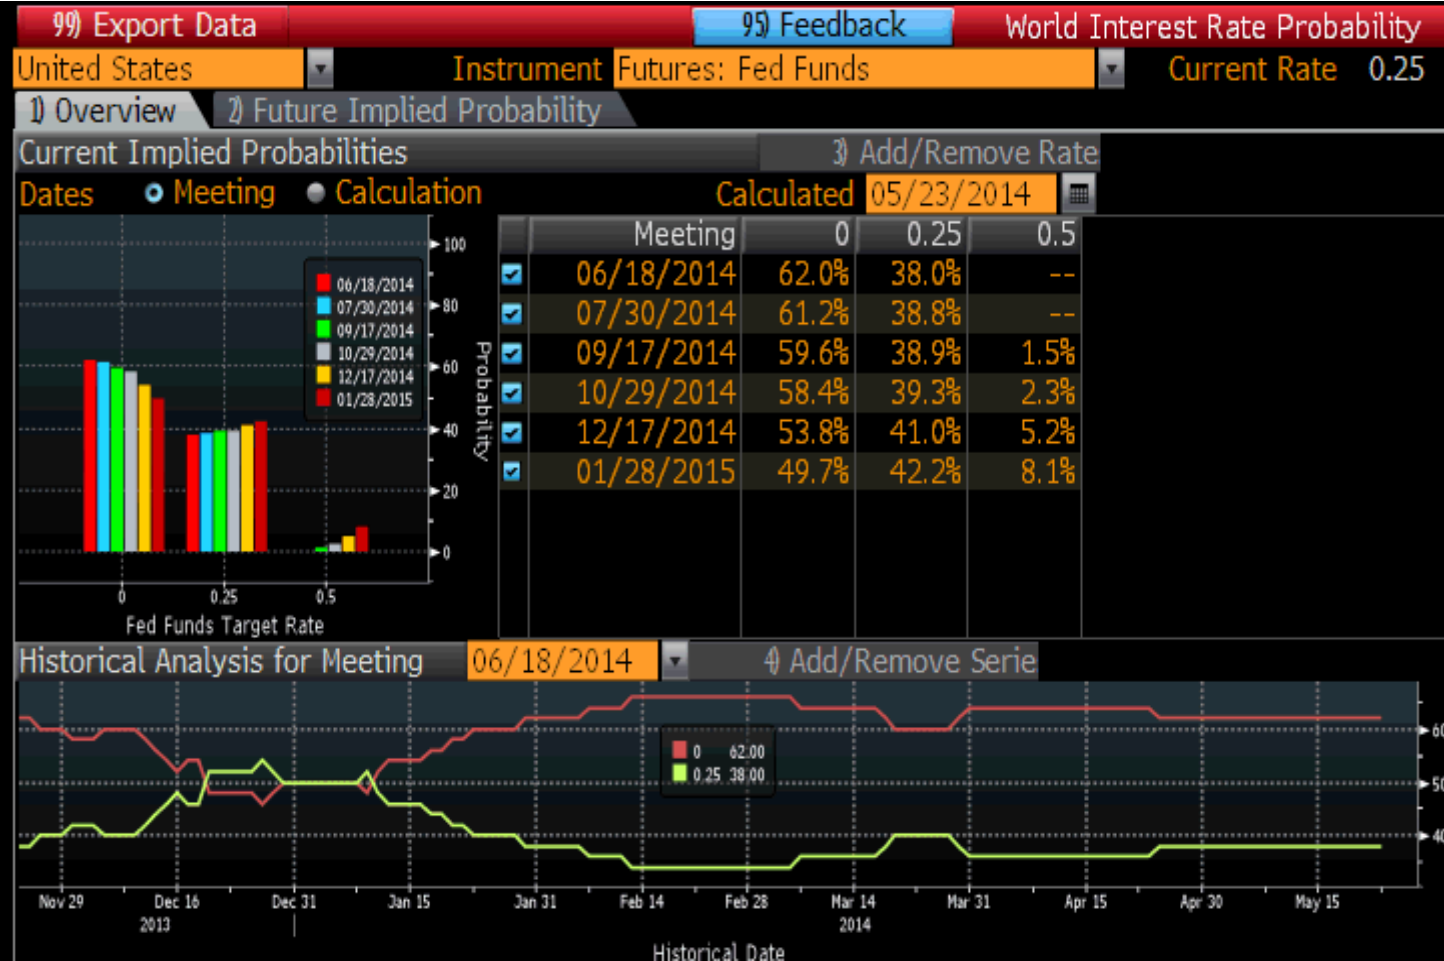 99) Export Data 95) Feedback World Interest Rate Probability
United States Instrument Futures: Fed Funds Current Rate 0.25
1) Overview 2) Future Implied Probability
Current Implied Probabilities 3) Add/Remove Rate
Dates Meeting Calculation Calculated 05/23/2014
Meeting 0 0.25 0.5
06/18/2014 62.0% 38.0% --
07/30/2014 61.2% 38.8% --
09/17/2014 59.6% 38.9% 1.5%
10/29/2014 58.4% 39.3% 2.3%
12/17/2014 53.8% 41.0% 5.2%
01/28/2015 49.7% 42.2% 8.1%
06/18/2014
07/30/2014
09/17/2014
10/29/2014
12/17/2014
01/28/2015
100
80
60
40
20
0
Probability
0 0.25 0.5
Fed Funds Target Rate
Historical Analysis for Meeting 06/18/2014 4) Add/Remove Serie
0 62.00
0.25 38.00
60
50
40
Nov 29 Dec 16 Dec 31 Jan 15 Jan 31 Feb 14 Feb 28 Mar 14 Mar 31 Apr 15 Apr 30 May 15
2013 2014
Historical Date